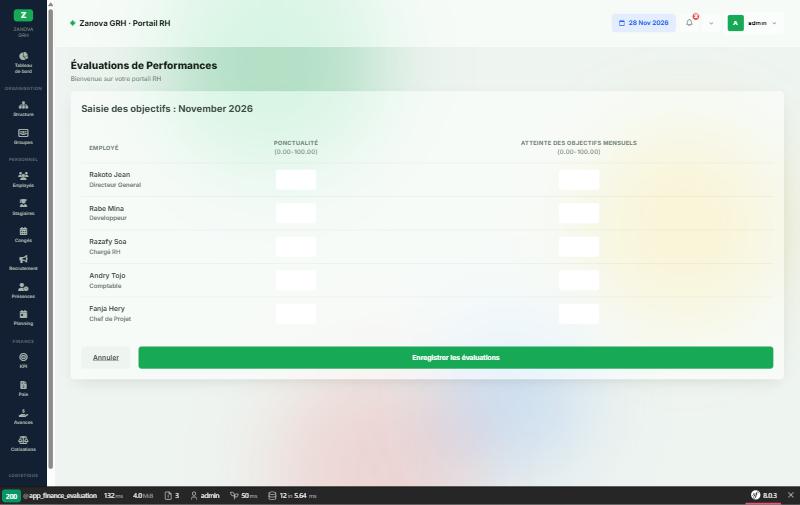 Z
ZANOVA
GRH
Tableau
de bord
ORGANISATION
Structure
Groupes
PERSONNEL
Employés
Stagiaires
Congés
Recrutement
Présences
Planning
FINANCE
KPI
Paie
Avances
Cotisations
LOGISTIQUE
Zanova GRH · Portail RH
28 Nov 2026
A
admin
Évaluations de Performances
Bienvenue sur votre portail RH
Saisie des objectifs : November 2026
EMPLOYÉ
PONCTUALITÉ
(0.00-100.00)
ATTEINTE DES OBJECTIFS MENSUELS
(0.00-100.00)
Rakoto Jean
Directeur General
Rabe Mina
Developpeur
Razafy Soa
Chargé RH
Andry Tojo
Comptable
Fanja Hery
Chef de Projet
Annuler
Enregistrer les évaluations
200 @app_finance_evaluation 132 ms 4.0 MiB 3 admin 50 ms 12 in 5.64 ms 8.0.3